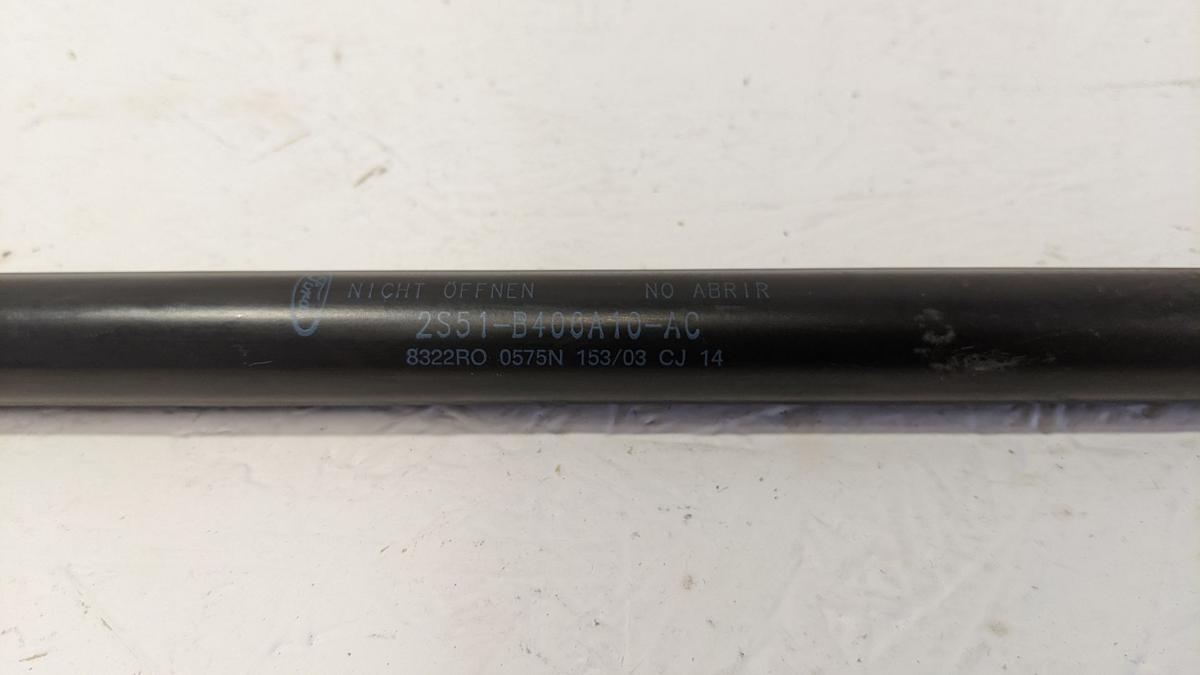 NICHT ÖFFNEN NO ABRIR
2S51-B406A10-AC
8322RO 0575N 153/03 CJ 14